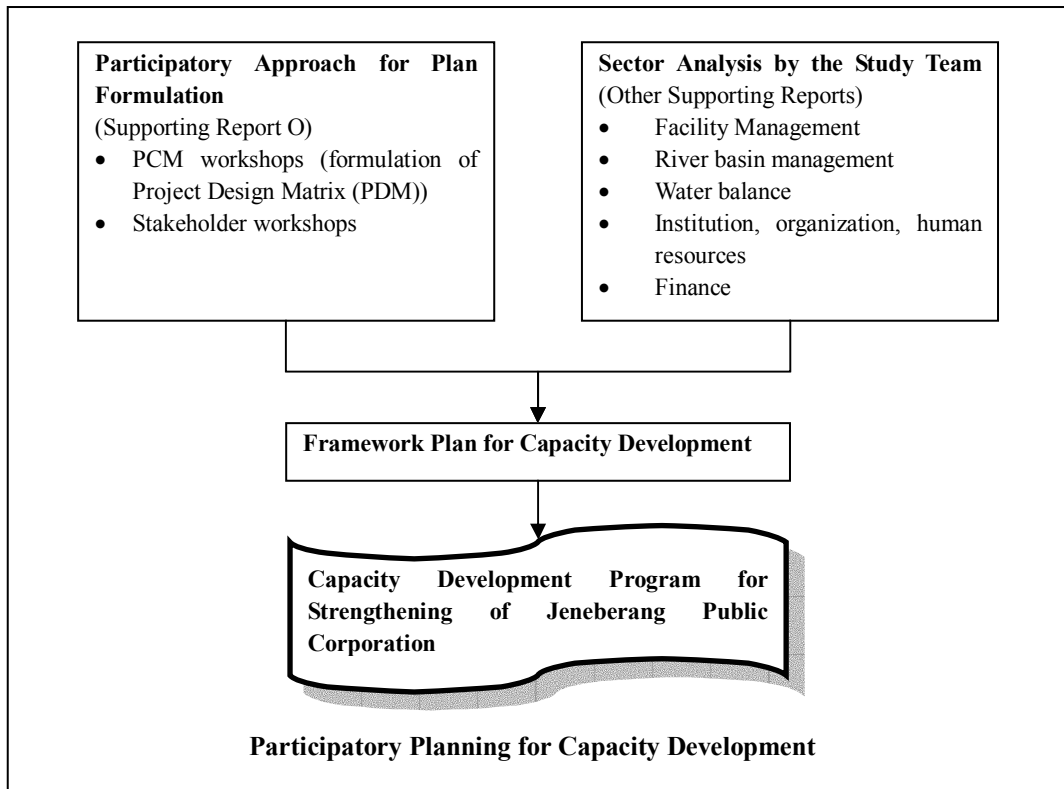 Participatory Approach for Plan
Formulation
(Supporting Report O)
• PCM workshops (formulation of
Project Design Matrix (PDM))
• Stakeholder workshops
Sector Analysis by the Study Team
(Other Supporting Reports)
• Facility Management
• River basin management
• Water balance
• Institution, organization, human
resources
• Finance
Framework Plan for Capacity Development
Capacity Development Program for
Strengthening of Jeneberang Public
Corporation
Participatory Planning for Capacity Development